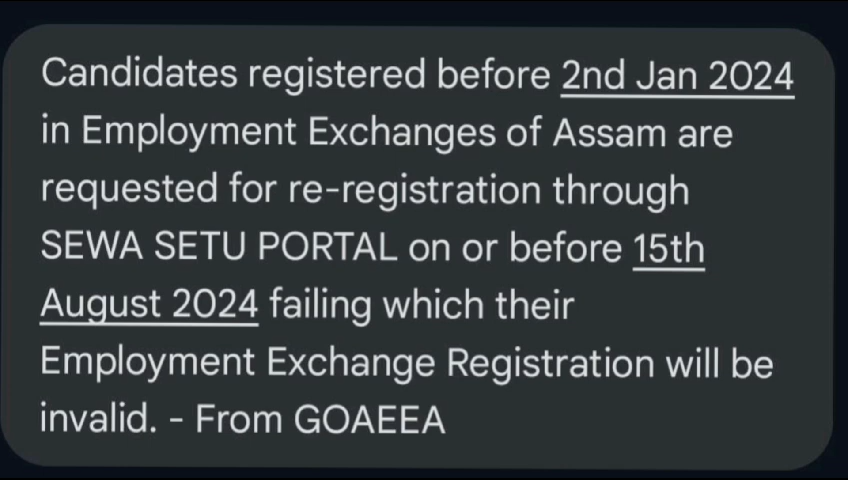 Candidates registered before 2nd Jan 2024
in Employment Exchanges of Assam are
requested for re-registration through
SEWA SETU PORTAL on or before 15th
August 2024 failing which their
Employment Exchange Registration will be
invalid. - From GOAEEA